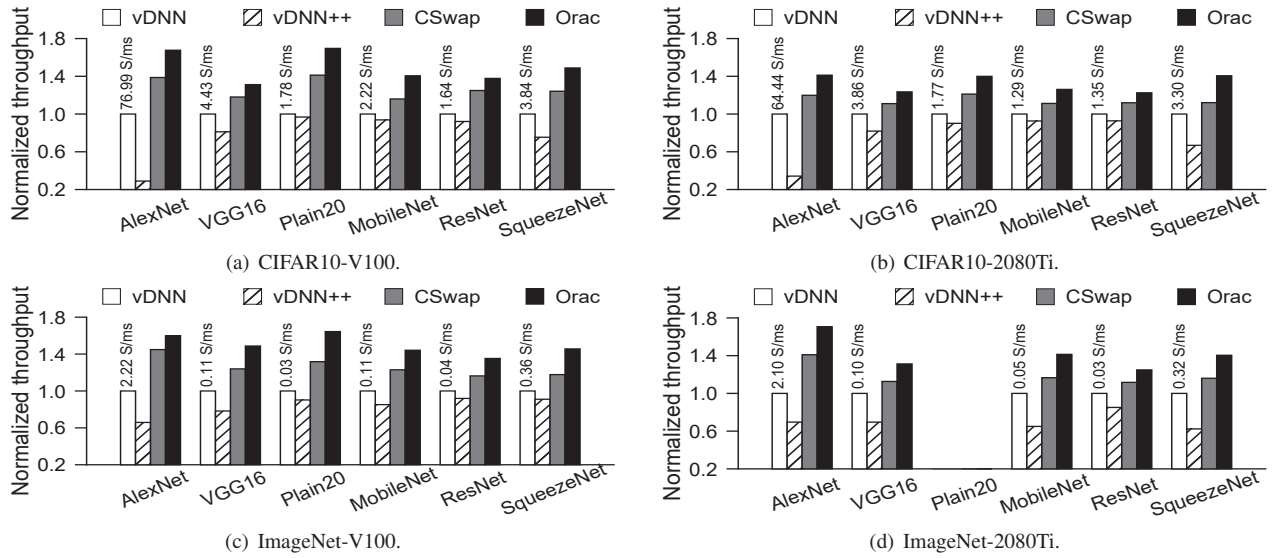 vDNN vDNN++ CSwap Orac
Normalized throughput
1.8
1.4
1.0
0.6
0.2
76.99 S/ms
4.43 S/ms
1.78 S/ms
2.22 S/ms
1.64 S/ms
3.84 S/ms
AlexNet VGG16 Plain20 MobileNet ResNet SqueezeNet
(a) CIFAR10-V100.
vDNN vDNN++ CSwap Orac
Normalized throughput
1.8
1.4
1.0
0.6
0.2
64.44 S/ms
3.86 S/ms
1.77 S/ms
1.29 S/ms
1.35 S/ms
3.30 S/ms
AlexNet VGG16 Plain20 MobileNet ResNet SqueezeNet
(b) CIFAR10-2080Ti.
vDNN vDNN++ CSwap Orac
Normalized throughput
1.8
1.4
1.0
0.6
0.2
2.22 S/ms
0.11 S/ms
0.03 S/ms
0.11 S/ms
0.04 S/ms
0.36 S/ms
AlexNet VGG16 Plain20 MobileNet ResNet SqueezeNet
(c) ImageNet-V100.
vDNN vDNN++ CSwap Orac
Normalized throughput
1.8
1.4
1.0
0.6
0.2
2.10 S/ms
0.10 S/ms
0.05 S/ms
0.03 S/ms
0.32 S/ms
AlexNet VGG16 Plain20 MobileNet ResNet SqueezeNet
(d) ImageNet-2080Ti.